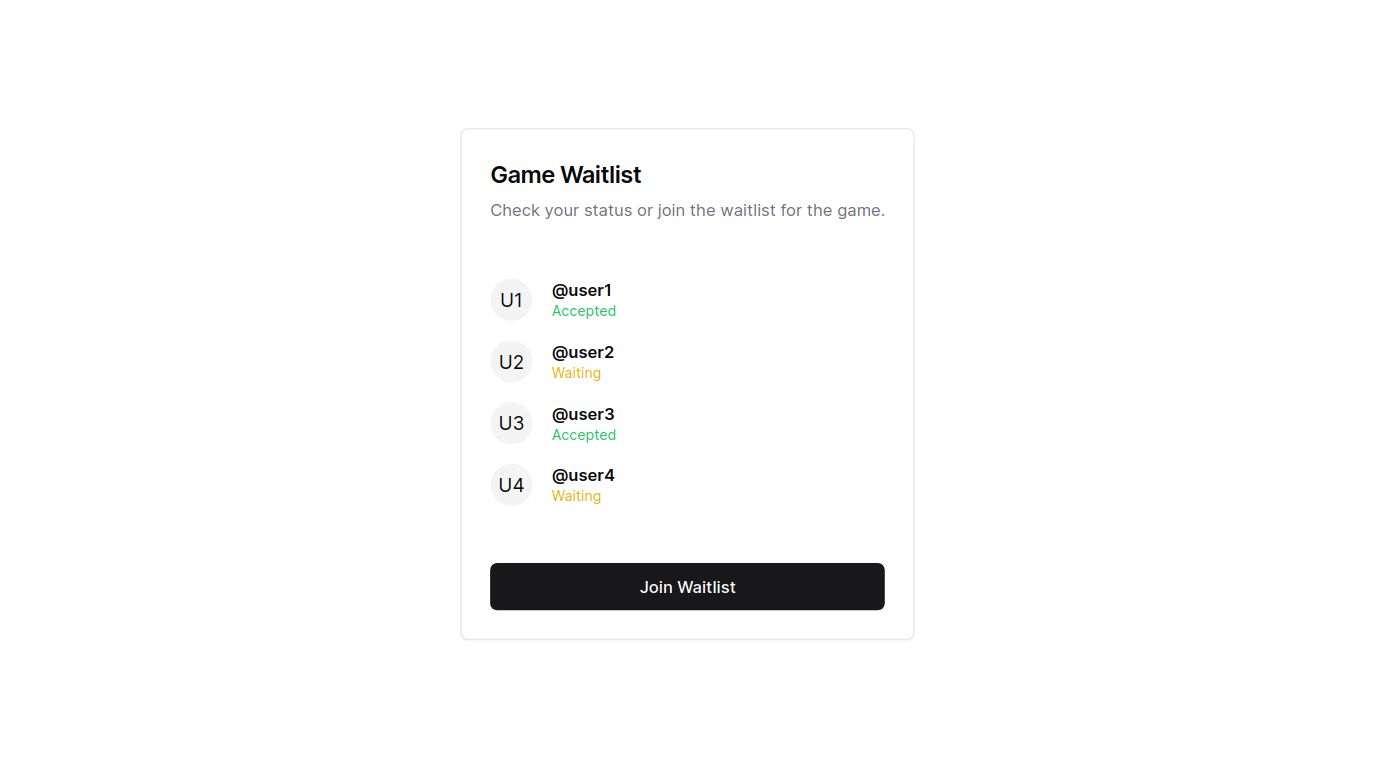 Game Waitlist
Check your status or join the waitlist for the game.
U1
@user1
Accepted
U2
@user2
Waiting
U3
@user3
Accepted
U4
@user4
Waiting
Join Waitlist